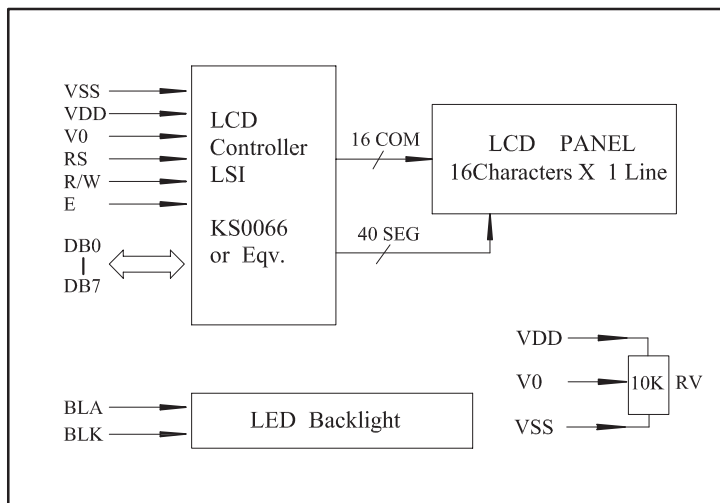 VSS
VDD
V0
RS
R/W
E
DB0
DB7
LCD
Controller
LSI
KS0066
or Eqv.
16 COM
40 SEG
LCD PANEL
16Characters X 1 Line
VDD
V0
VSS
10K
RV
BLA
BLK
LED Backlight